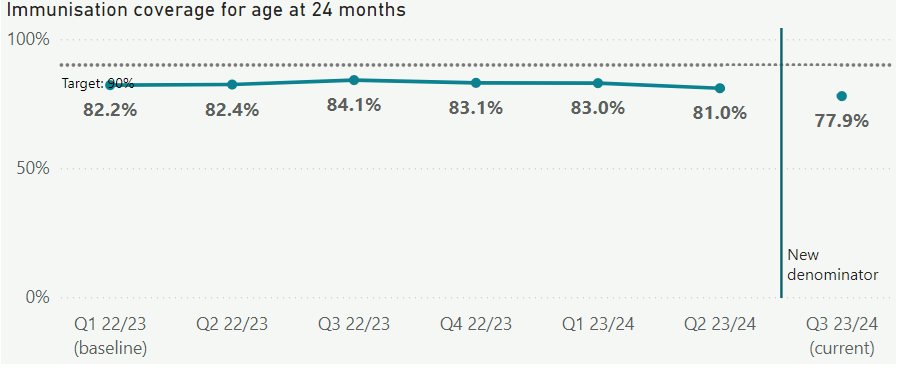 Immunisation coverage for age at 24 months
100%
Target: 90%
82.2%
82.4%
84.1%
83.1%
83.0%
81.0%
77.9%
50%
New
denominator
0%
Q1 22/23
(baseline)
Q2 22/23
Q3 22/23
Q4 22/23
Q1 23/24
Q2 23/24
Q3 23/24
(current)